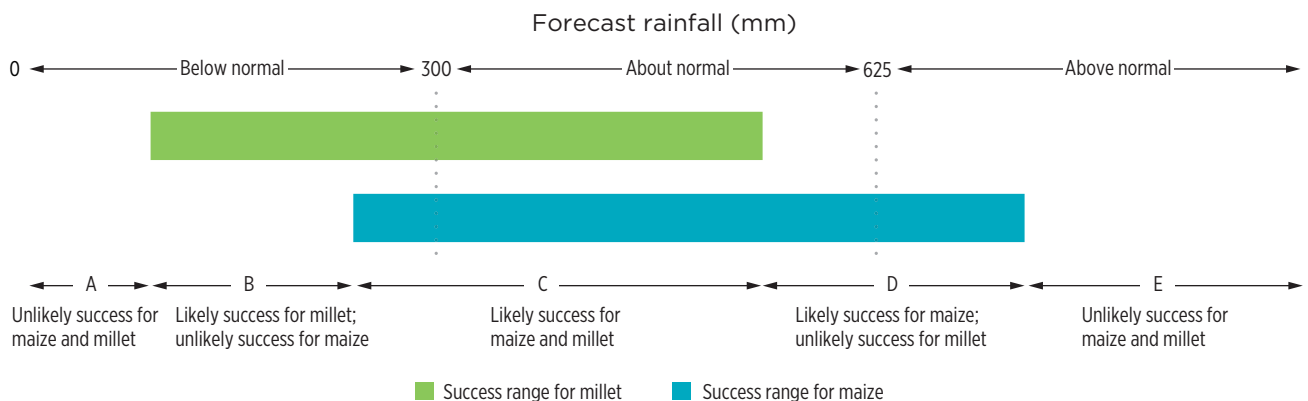 Forecast rainfall (mm)
0 Below normal 300 About normal 625 Above normal
A B C D E
Unlikely success for
maize and millet
Likely success for millet;
unlikely success for maize
Likely success for
maize and millet
Likely success for maize;
unlikely success for millet
Unlikely success for
maize and millet
Success range for millet Success range for maize